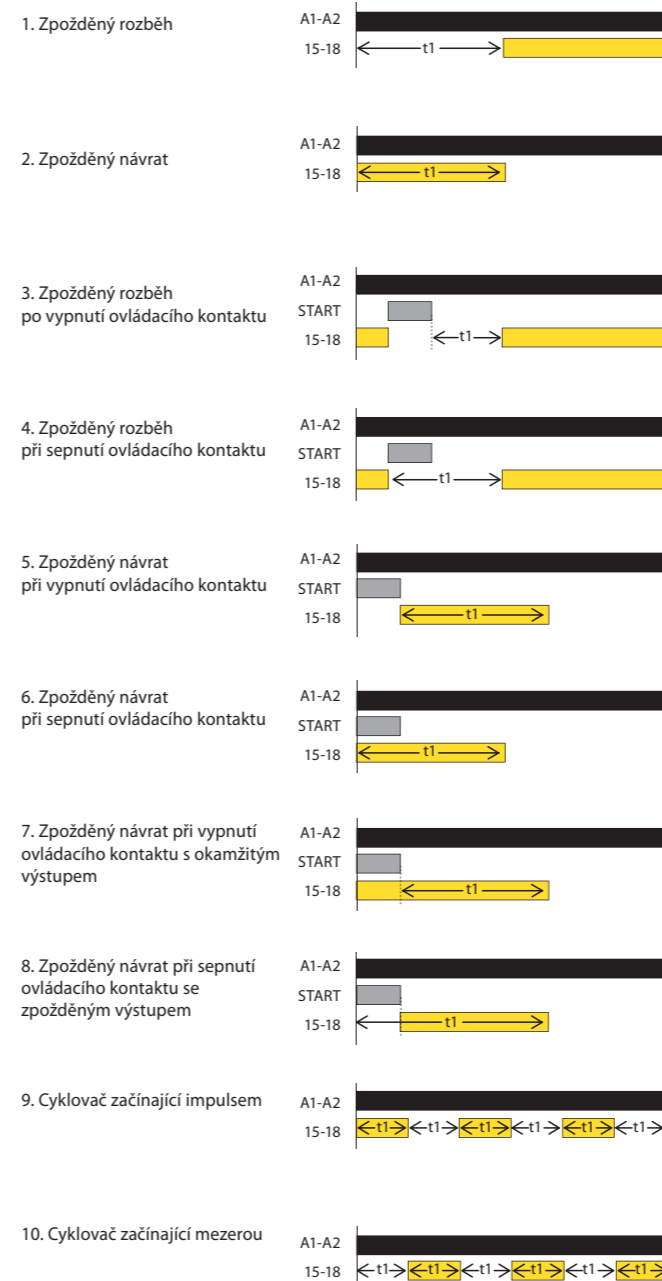 1. Zpožděný rozběh
A1-A2
15-18
t1
2. Zpožděný návrat
A1-A2
15-18
t1
3. Zpožděný rozběh
po vypnutí ovládacího kontaktu
A1-A2
START
15-18
t1
4. Zpožděný rozběh
při sepnutí ovládacího kontaktu
A1-A2
START
15-18
t1
5. Zpožděný návrat
při vypnutí ovládacího kontaktu
A1-A2
START
15-18
t1
6. Zpožděný návrat
při sepnutí ovládacího kontaktu
A1-A2
START
15-18
t1
7. Zpožděný návrat při vypnutí
ovládacího kontaktu s okamžitým
výstupem
A1-A2
START
15-18
t1
8. Zpožděný návrat při sepnutí
ovládacího kontaktu se
zpožděným výstupem
A1-A2
START
15-18
t1
9. Cyklovač začínající impulsem
A1-A2
15-18
t1 t1 t1 t1 t1 t1
10. Cyklovač začínající mezerou
A1-A2
15-18
t1 t1 t1 t1 t1 t1